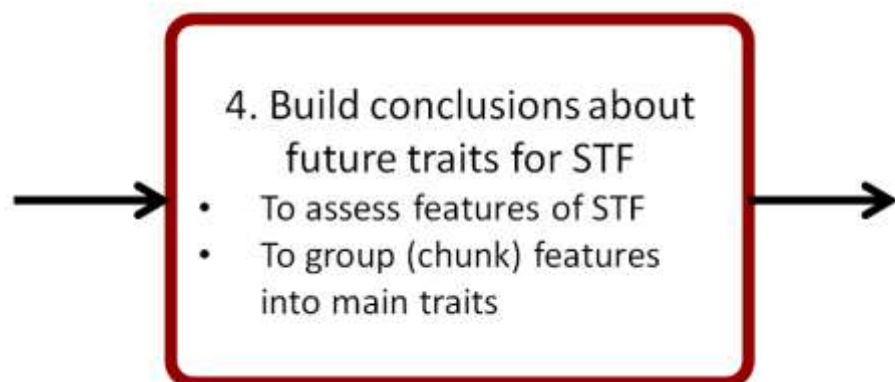 4. Build conclusions about
future traits for STF
• To assess features of STF
• To group (chunk) features
into main traits